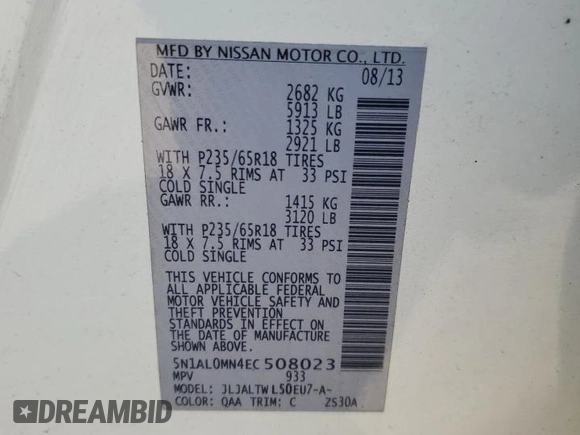 MFD BY NISSAN MOTOR CO., LTD.
DATE: 08/13
GVWR: 2682 KG
5913 LB
GAWR FR.: 1325 KG
2921 LB
WITH P235/65R18 TIRES
18 X 7.5 RIMS AT 33 PSI
COLD SINGLE
GAWR RR.: 1415 KG
3120 LB
WITH P235/65R18 TIRES
18 X 7.5 RIMS AT 33 PSI
COLD SINGLE
THIS VEHICLE CONFORMS TO
ALL APPLICABLE FEDERAL
MOTOR VEHICLE SAFETY AND
THEFT PREVENTION
STANDARDS IN EFFECT ON
THE DATE OF MANUFACTURE
SHOWN ABOVE.
5N1AL0MN4EC508023
MPV 933
MODEL: JLJALTWL50EU7-A-
COLOR: QAA TRIM: C ZS30A
DREAMBID